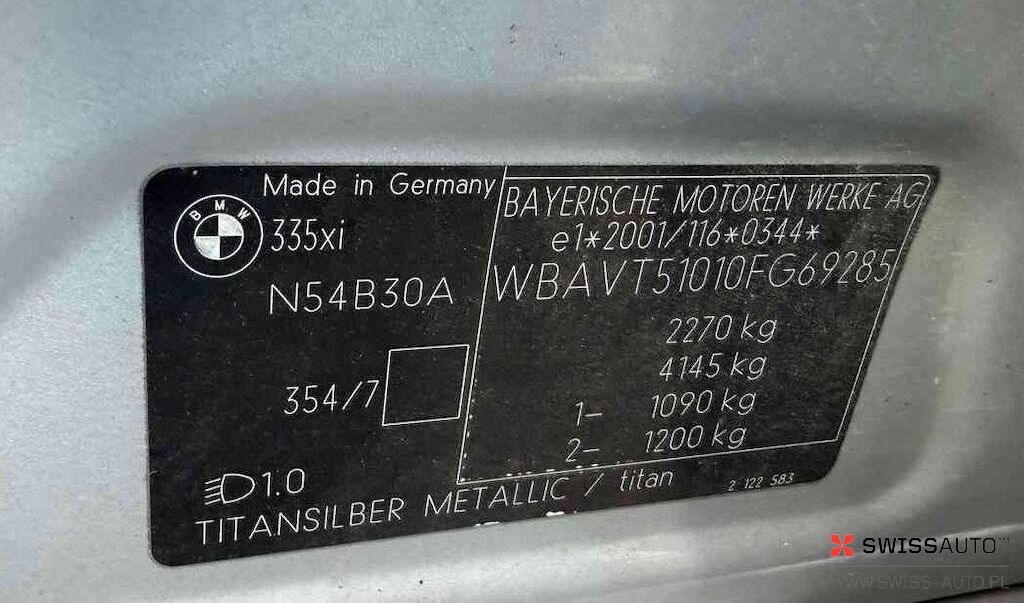 Made in Germany
BMW
335xi
N54B30A
354/7
1.0
TITANSILBER METALLIC / titan
BAYERISCHE MOTOREN WERKE AG
e1*2001/116*0344*
WBAVT51010FG69285
2270 kg
4145 kg
1- 1090 kg
2- 1200 kg
2 122 583
SWISSAUTO™
WWW.SWISS-AUTO.PL